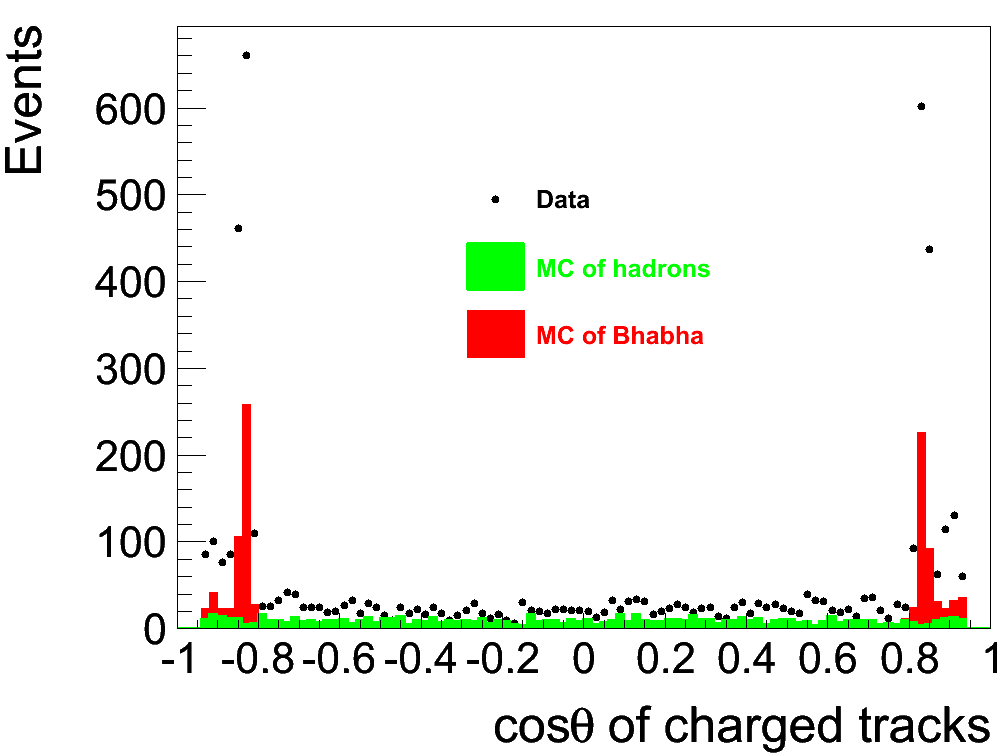 Events
600
500
400
300
200
100
0
Data
MC of hadrons
MC of Bhabha
-1 -0.8 -0.6 -0.4 -0.2 0 0.2 0.4 0.6 0.8 1
cosθ of charged tracks